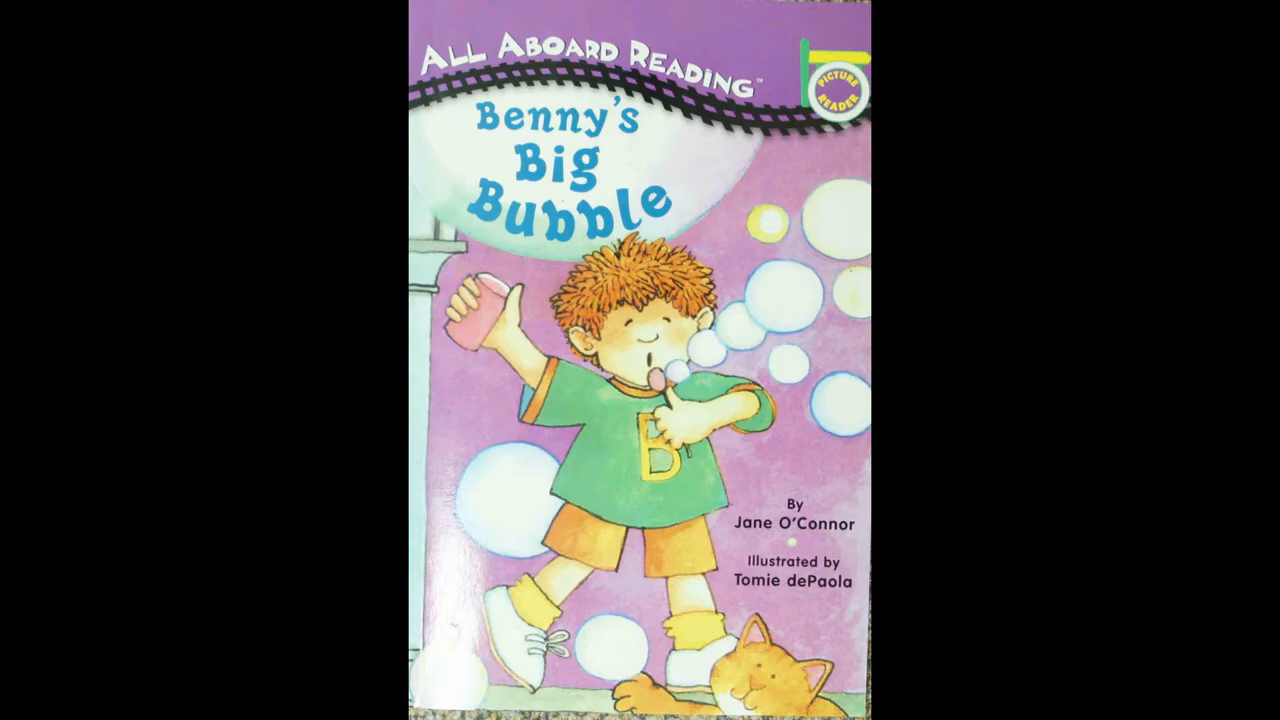 ALL ABOARD READING™
PICTURE
READER
Benny's
Big
Bubble
B
By
Jane O'Connor
Illustrated by
Tomie dePaola